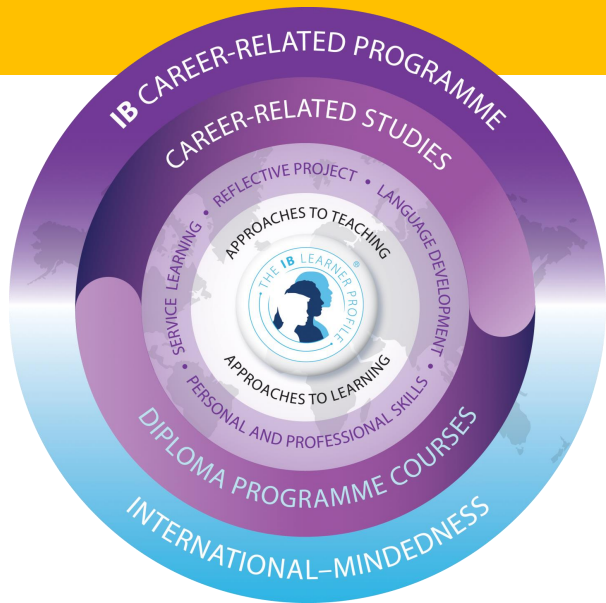 IB CAREER-RELATED PROGRAMME
CAREER-RELATED STUDIES
SERVICE LEARNING • REFLECTIVE PROJECT • LANGUAGE DEVELOPMENT • PERSONAL AND PROFESSIONAL SKILLS •
APPROACHES TO TEACHING
THE IB LEARNER PROFILE
®
APPROACHES TO LEARNING
DIPLOMA PROGRAMME COURSES
INTERNATIONAL–MINDEDNESS